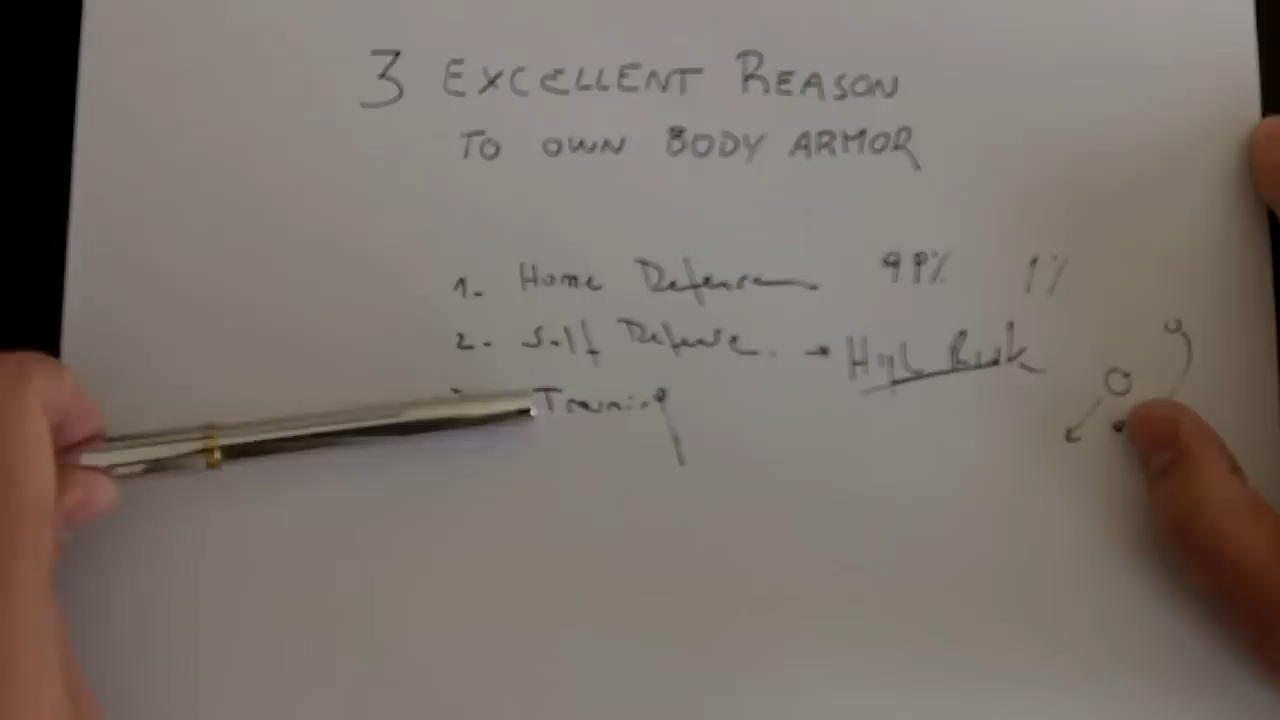 3 EXCELLENT REASON
TO OWN BODY ARMOR
1. Home Defense 99% 1%
2. Self Defense. → High Risk
Training